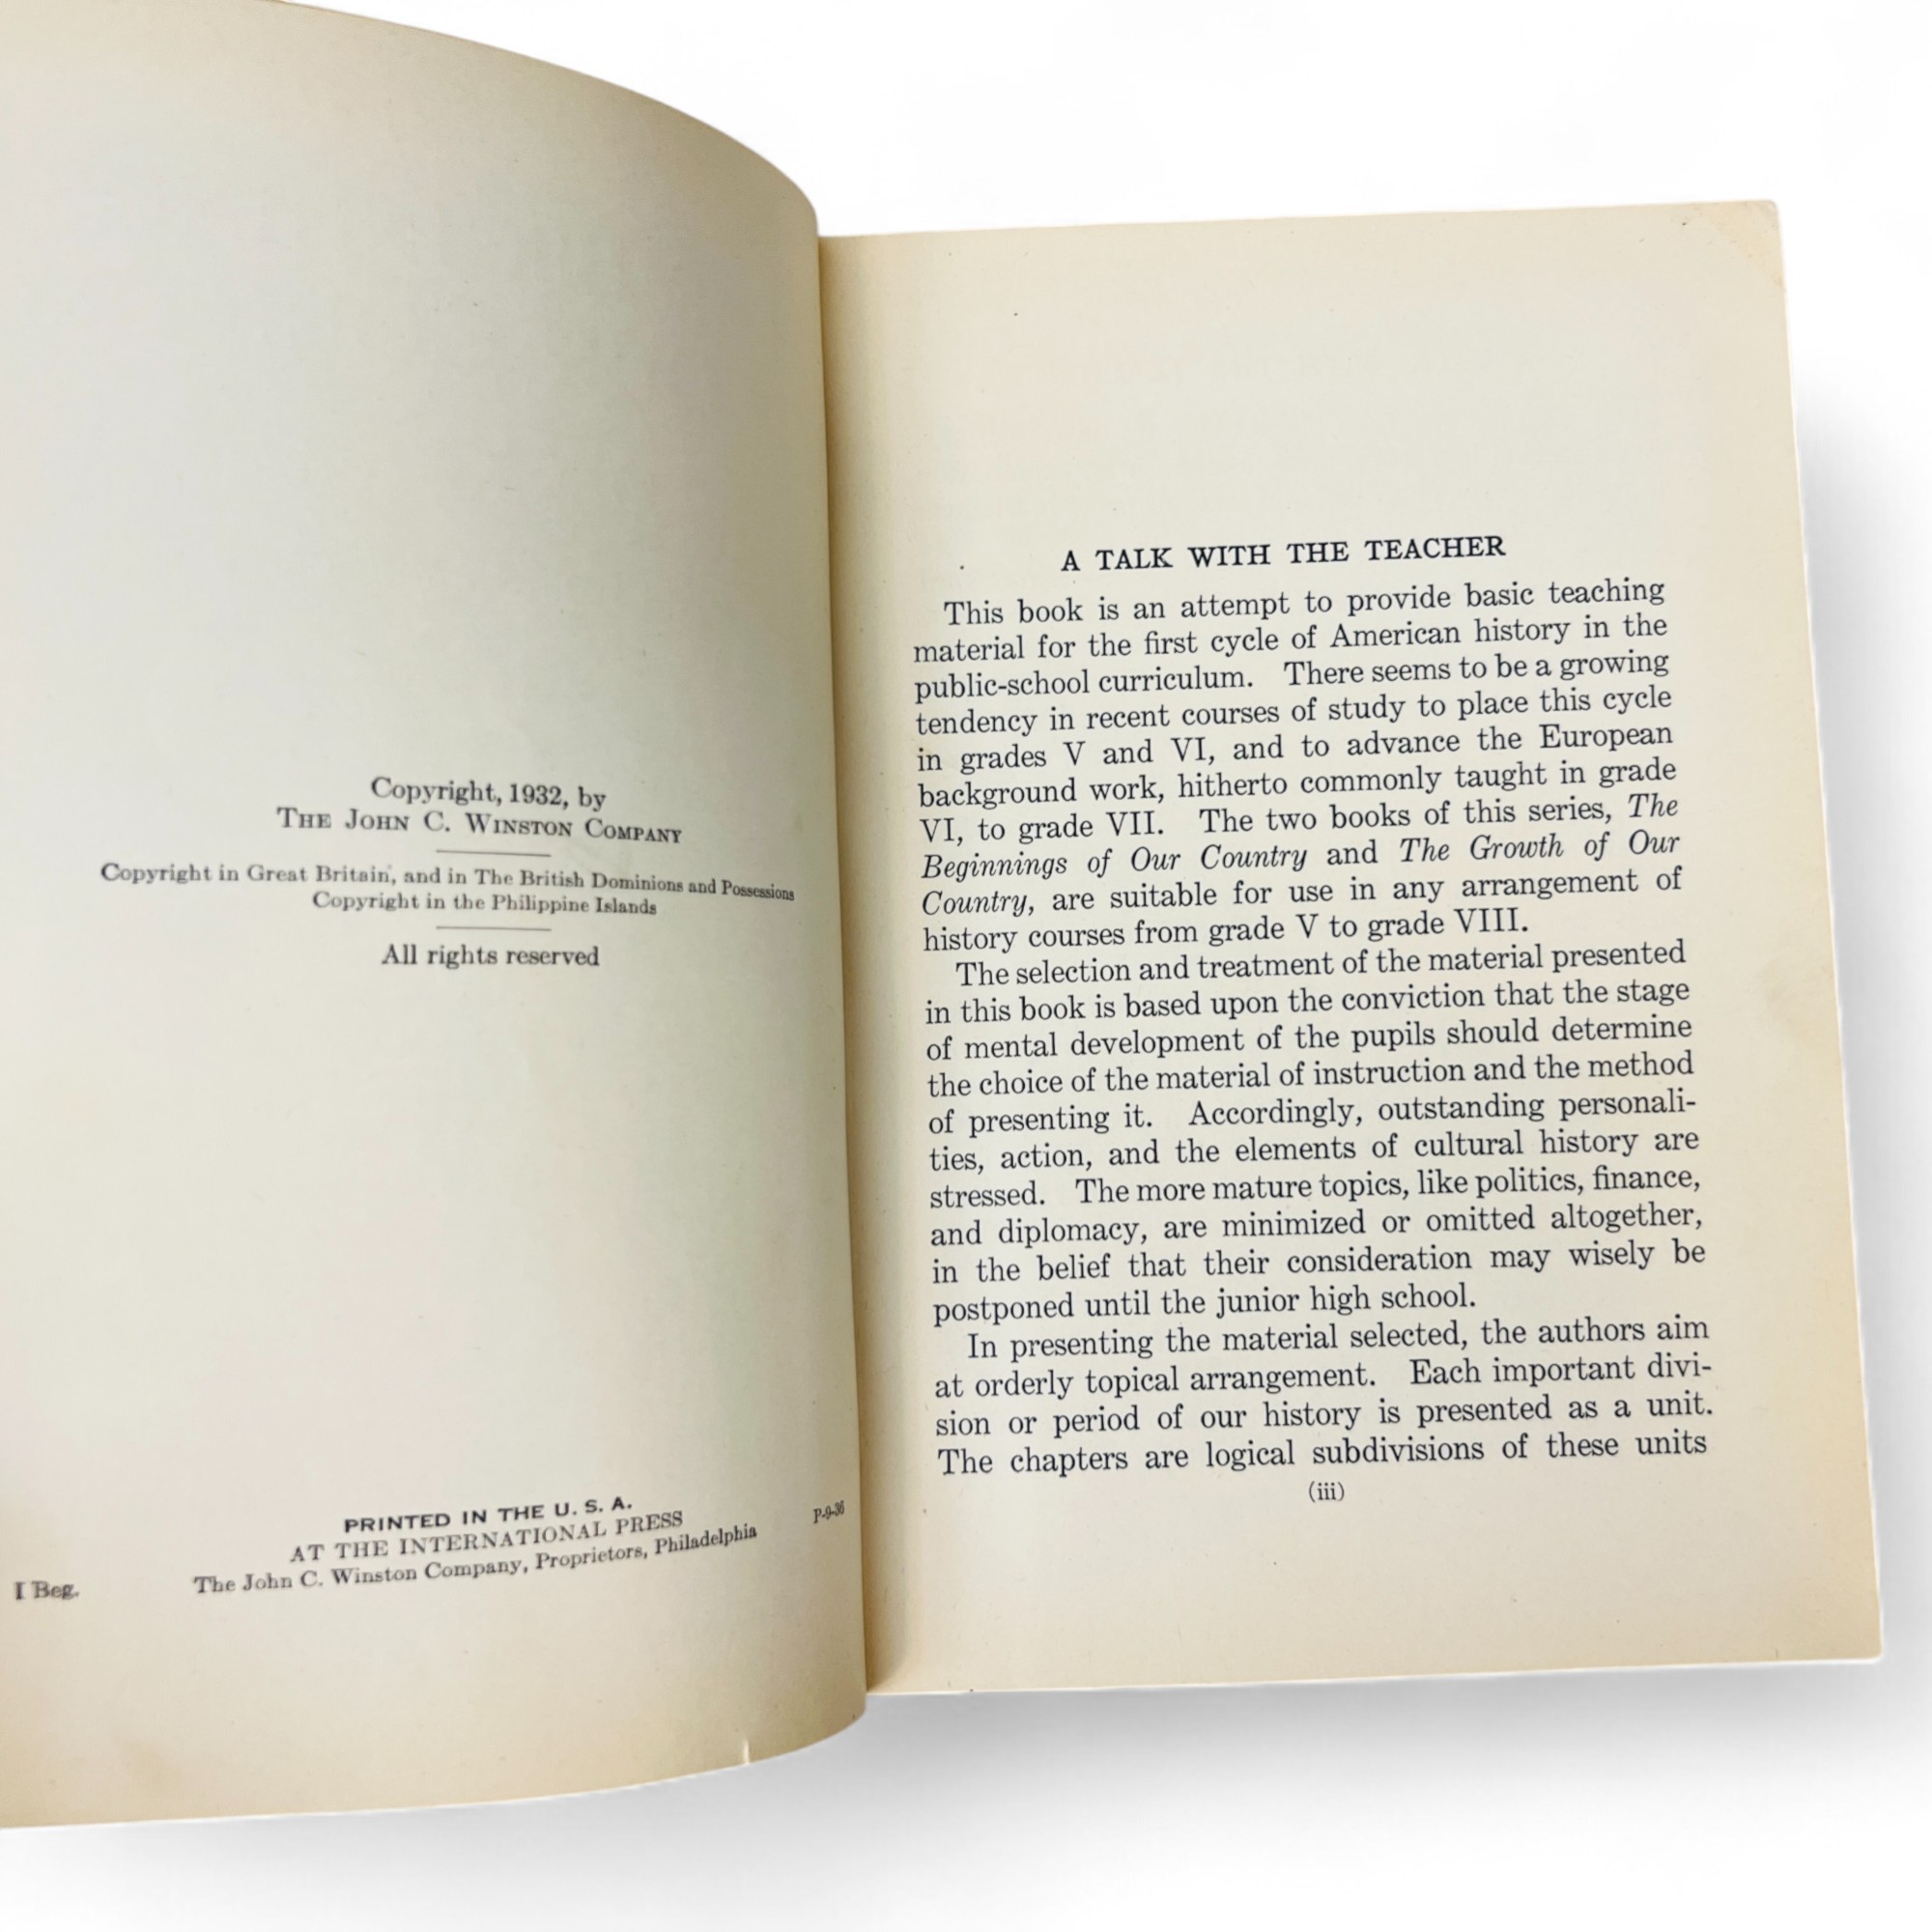 Copyright, 1932, by
THE JOHN C. WINSTON COMPANY
Copyright in Great Britain, and in The British Dominions and Possessions
Copyright in the Philippine Islands
All rights reserved
PRINTED IN THE U. S. A.
AT THE INTERNATIONAL PRESS
The John C. Winston Company, Proprietors, Philadelphia
P-9-36
I Beg.
A TALK WITH THE TEACHER
This book is an attempt to provide basic teaching
material for the first cycle of American history in the
public-school curriculum. There seems to be a growing
tendency in recent courses of study to place this cycle
in grades V and VI, and to advance the European
background work, hitherto commonly taught in grade
VI, to grade VII. The two books of this series, The
Beginnings of Our Country and The Growth of Our
Country, are suitable for use in any arrangement of
history courses from grade V to grade VIII.
The selection and treatment of the material presented
in this book is based upon the conviction that the stage
of mental development of the pupils should determine
the choice of the material of instruction and the method
of presenting it. Accordingly, outstanding personali-
ties, action, and the elements of cultural history are
stressed. The more mature topics, like politics, finance,
and diplomacy, are minimized or omitted altogether,
in the belief that their consideration may wisely be
postponed until the junior high school.
In presenting the material selected, the authors aim
at orderly topical arrangement. Each important divi-
sion or period of our history is presented as a unit.
The chapters are logical subdivisions of these units
(iii)